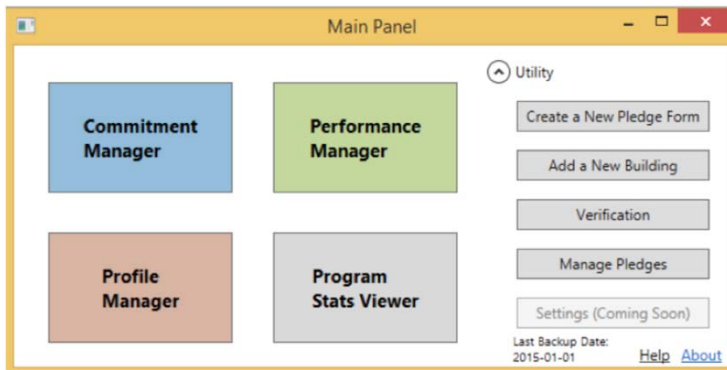 Main Panel
Commitment
Manager
Performance
Manager
Profile
Manager
Program
Stats Viewer
Utility
Create a New Pledge Form
Add a New Building
Verification
Manage Pledges
Settings (Coming Soon)
Last Backup Date:
2015-01-01
Help About